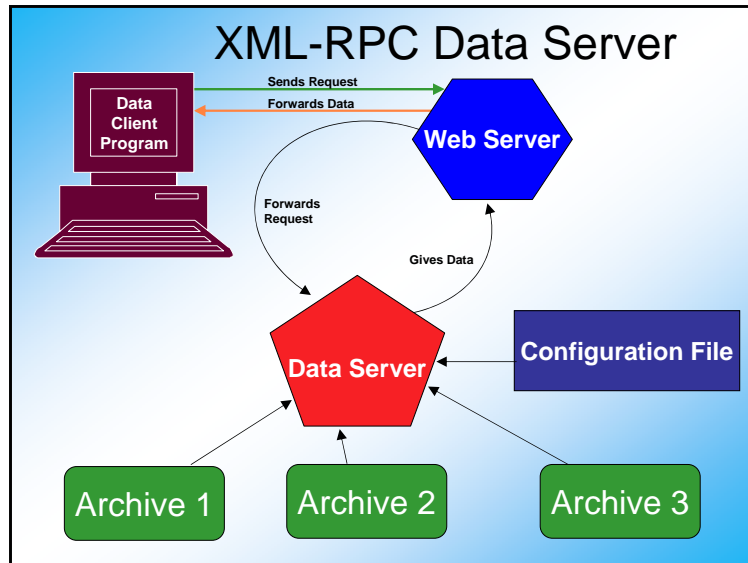 XML-RPC Data Server
Sends Request
Forwards Data
Data
Client
Program
Web Server
Forwards
Request
Gives Data
Data Server
Configuration File
Archive 1
Archive 2
Archive 3